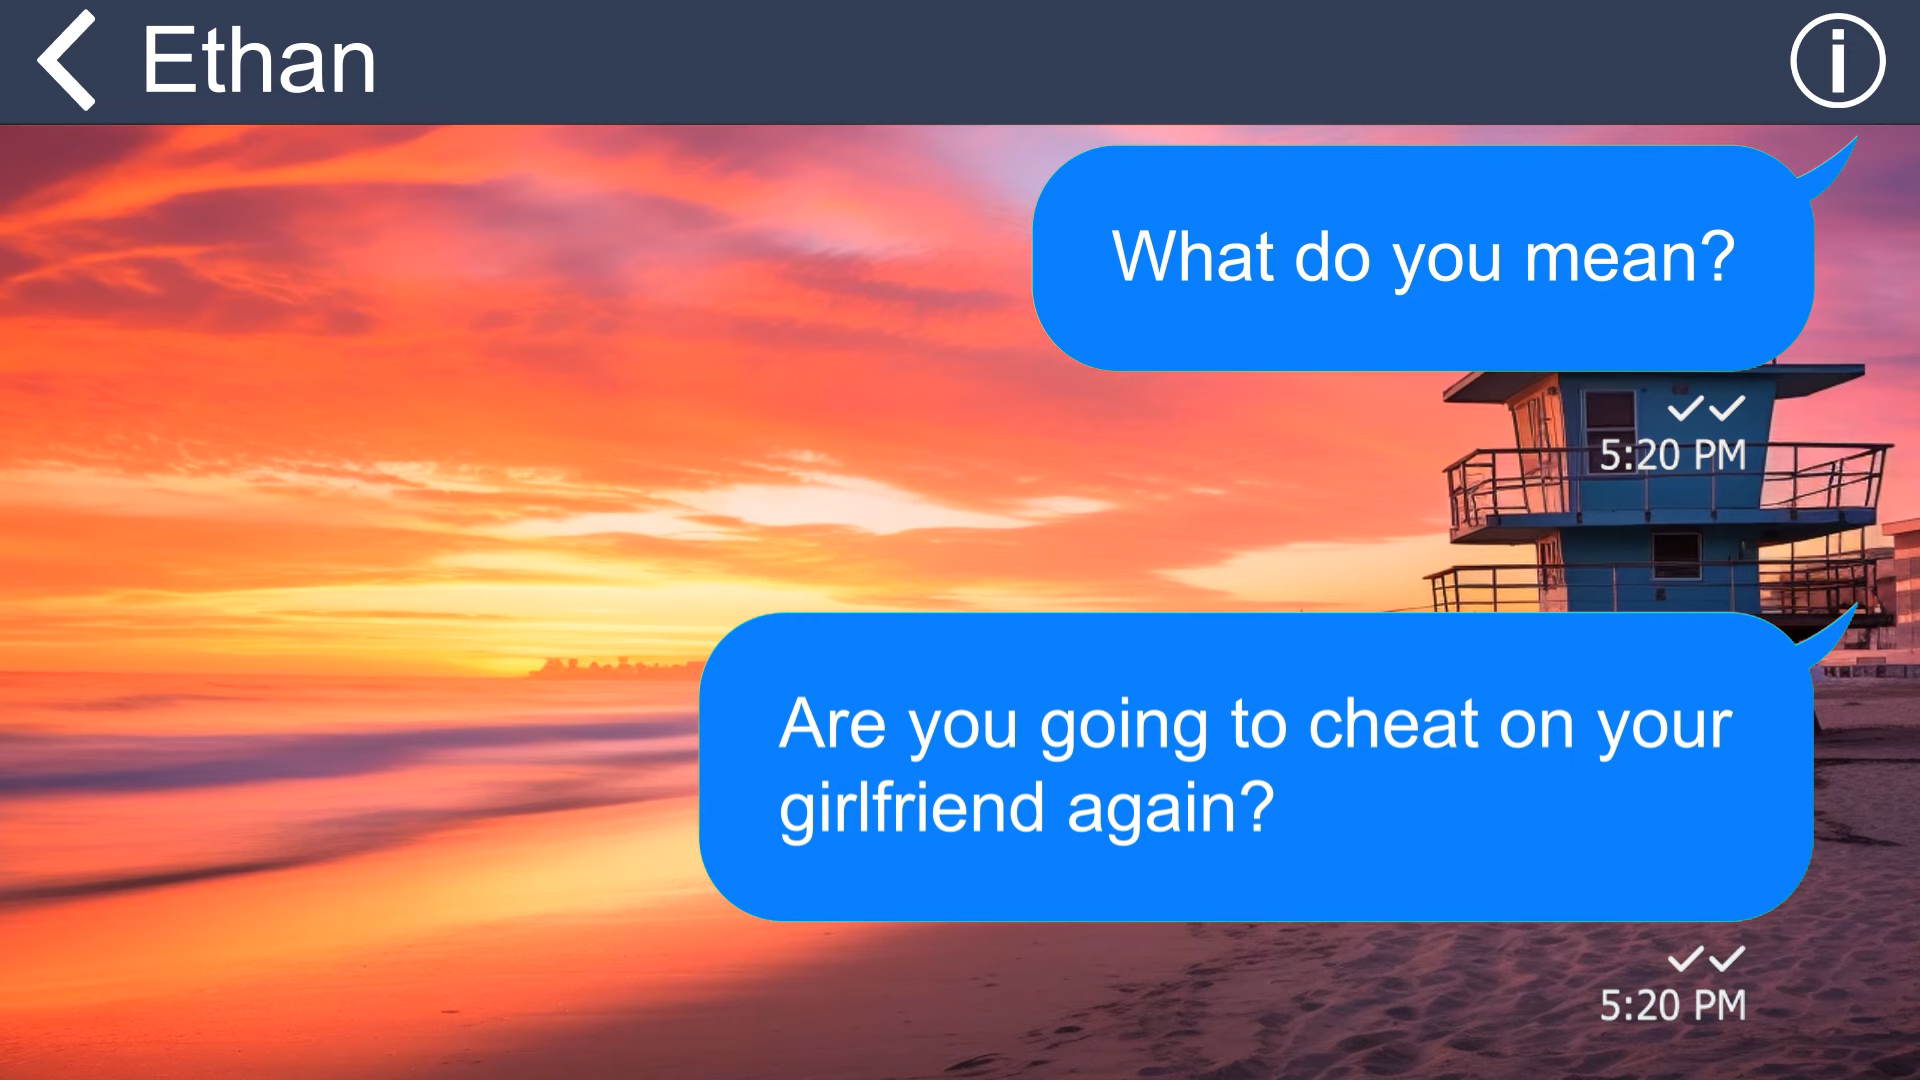 Ethan
What do you mean?
5:20 PM
Are you going to cheat on your
girlfriend again?
5:20 PM